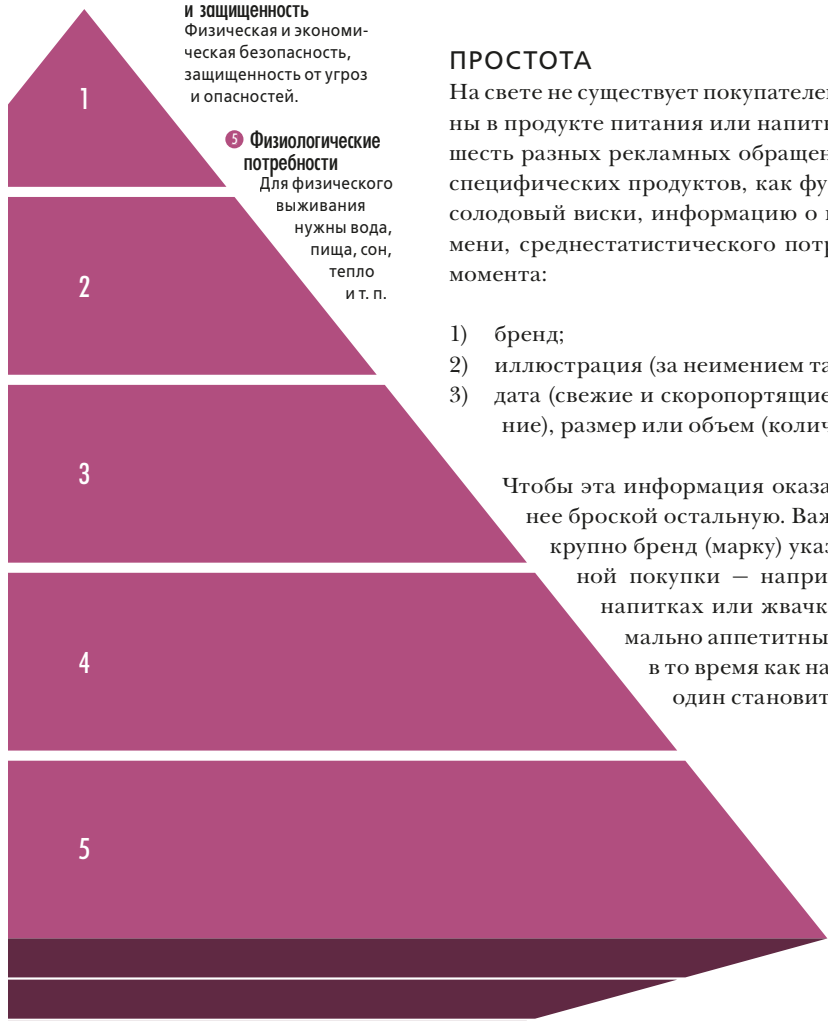 и защищенность
Физическая и экономи-
ческая безопасность,
защищенность от угроз
и опасностей.
5 Физиологические
потребности
Для физического
выживания
нужны вода,
пища, сон,
тепло
и т. п.
1
2
3
4
5
ПРОСТОТА
На свете не существует покупателе
ны в продукте питания или напит
шесть разных рекламных обращен
специфических продуктов, как фу
солодовый виски, информацию о
мени, среднестатистического пот
момента:
1) бренд;
2) иллюстрация (за неимением та
3) дата (свежие и скоропортящие
ние), размер или объем (колич
Чтобы эта информация оказа
нее броской остальную. Важ
крупно бренд (марку) указ
ной покупки — напри
напитках или жвачк
мально аппетитны
в то время как на
один становит